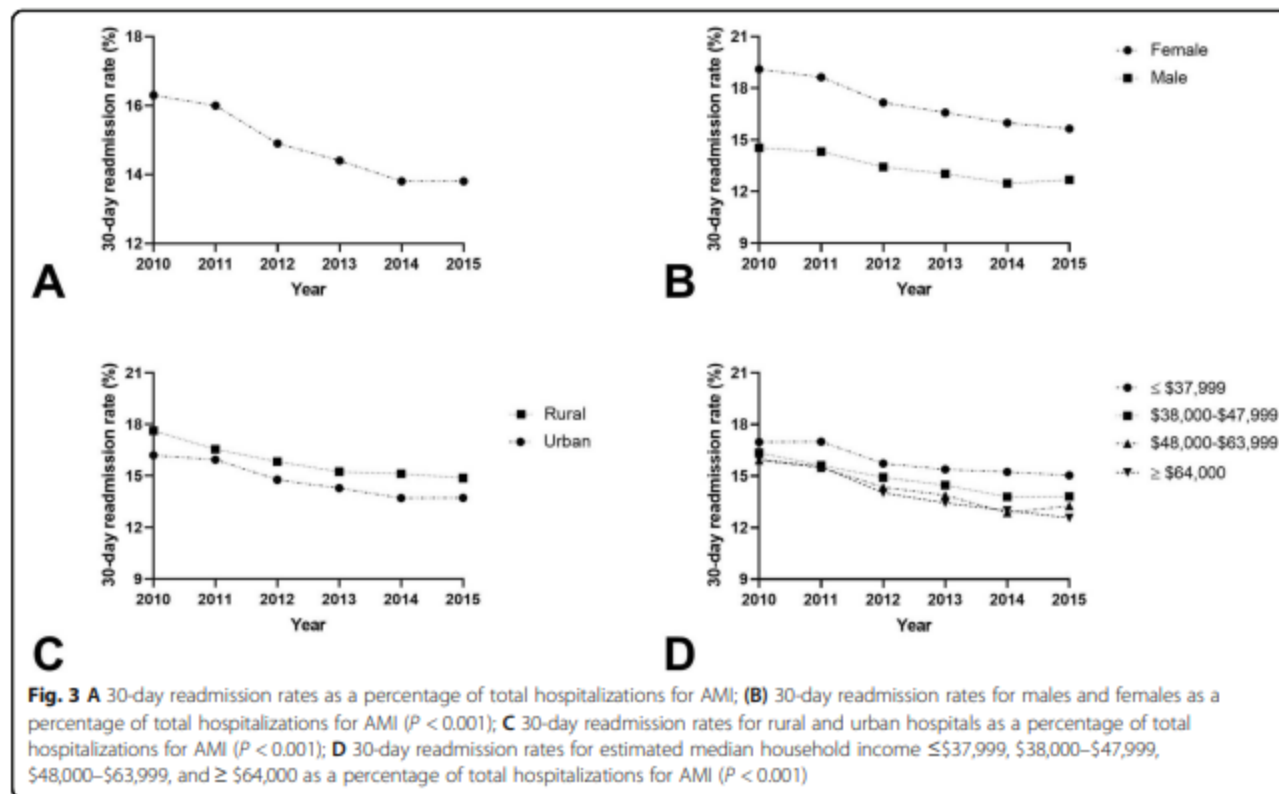 18
16
14
12
30-day readmission rate (%)
2010 2011 2012 2013 2014 2015
Year
A
21
18
15
12
9
30-day readmission rate (%)
2010 2011 2012 2013 2014 2015
Year
Female
Male
B
21
18
15
12
9
30-day readmission rate (%)
2010 2011 2012 2013 2014 2015
Year
Rural
Urban
C
21
18
15
12
9
30-day readmission rate (%)
2010 2011 2012 2013 2014 2015
Year
≤ $37,999
$38,000-$47,999
$48,000-$63,999
≥ $64,000
D
Fig. 3 A 30-day readmission rates as a percentage of total hospitalizations for AMI; (B) 30-day readmission rates for males and females as a
percentage of total hospitalizations for AMI (P < 0.001); C 30-day readmission rates for rural and urban hospitals as a percentage of total
hospitalizations for AMI (P < 0.001); D 30-day readmission rates for estimated median household income ≤$37,999, $38,000–$47,999,
$48,000–$63,999, and ≥ $64,000 as a percentage of total hospitalizations for AMI (P < 0.001)